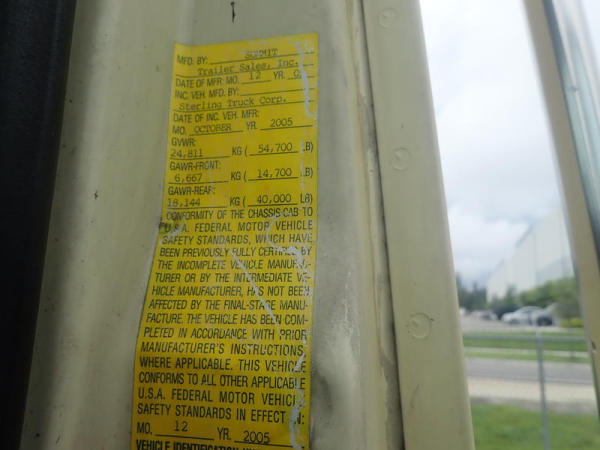 MFD. BY: SUMMIT
Trailer Sales, Inc.
DATE OF MFR: MO. 12 YR. 0
INC. VEH. MFD. BY:
Sterling Truck Corp.
DATE OF INC. VEH. MFR:
MO. OCTOBER YR. 2005
GVWR:
24,811 KG ( 54,700 LB)
GAWR-FRONT:
6,667 KG ( 14,700 LB)
GAWR-REAR:
18,144 KG ( 40,000 LB)
CONFORMITY OF THE CHASSIS CAB TO
U.S.A. FEDERAL MOTOR VEHICLE
SAFETY STANDARDS, WHICH HAVE
BEEN PREVIOUSLY FULLY CERTIFIED BY
THE INCOMPLETE VEHICLE MANUFAC-
TURER OR BY THE INTERMEDIATE VE-
HICLE MANUFACTURER, HAS NOT BEEN
AFFECTED BY THE FINAL-STAGE MANU-
FACTURE. THE VEHICLE HAS BEEN COM-
PLETED IN ACCORDANCE WITH PRIOR
MANUFACTURER'S INSTRUCTIONS,
WHERE APPLICABLE. THIS VEHICLE
CONFORMS TO ALL OTHER APPLICABLE
U.S.A. FEDERAL MOTOR VEHICLE
SAFETY STANDARDS IN EFFECT IN:
MO. 12 YR. 2005
VEHICLE IDENTIFICATION